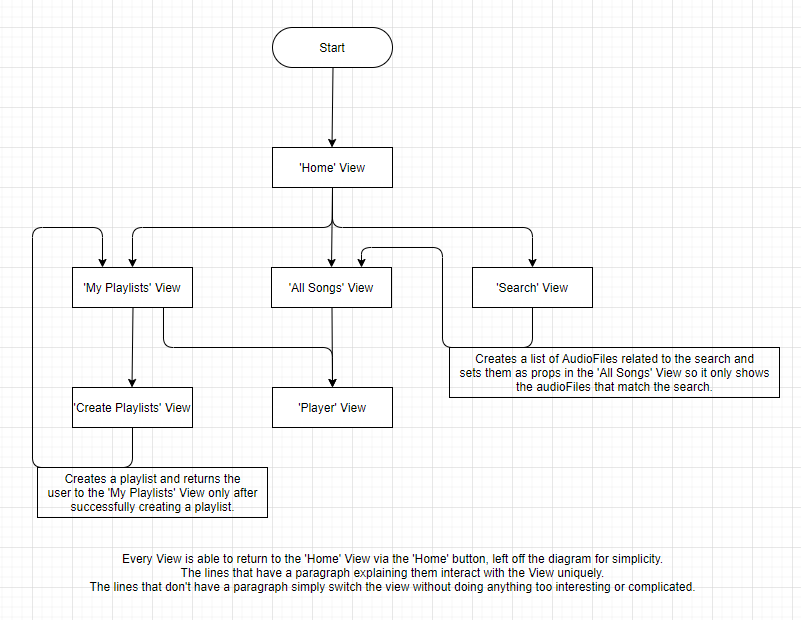 Start
'Home' View
'My Playlists' View
'All Songs' View
'Search' View
Creates a list of AudioFiles related to the search and
sets them as props in the 'All Songs' View so it only shows
the audioFiles that match the search.
'Create Playlists' View
'Player' View
Creates a playlist and returns the
user to the 'My Playlists' View only after
successfully creating a playlist.
Every View is able to return to the 'Home' View via the 'Home' button, left off the diagram for simplicity.
The lines that have a paragraph explaining them interact with the View uniquely.
The lines that don't have a paragraph simply switch the view without doing anything too interesting or complicated.